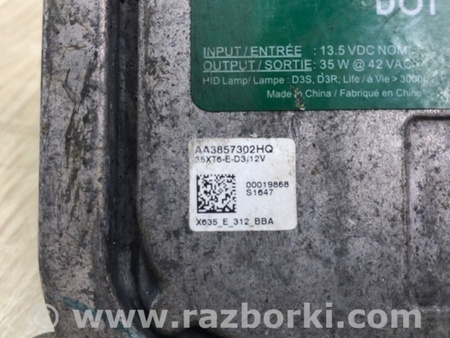 DOT
INPUT / ENTRÉE : 13.5 VDC NOM
OUTPUT / SORTIE: 35 W @ 42 VAC
HID Lamp/ Lampe : D3S, D3R, Life / à Vie > 3000
Made in China / Fabriqué en Chine
AA3857302HQ
35XT6-E-D3/12V
00019868
S1647
X635_E_312_BBA
www.razborki.com